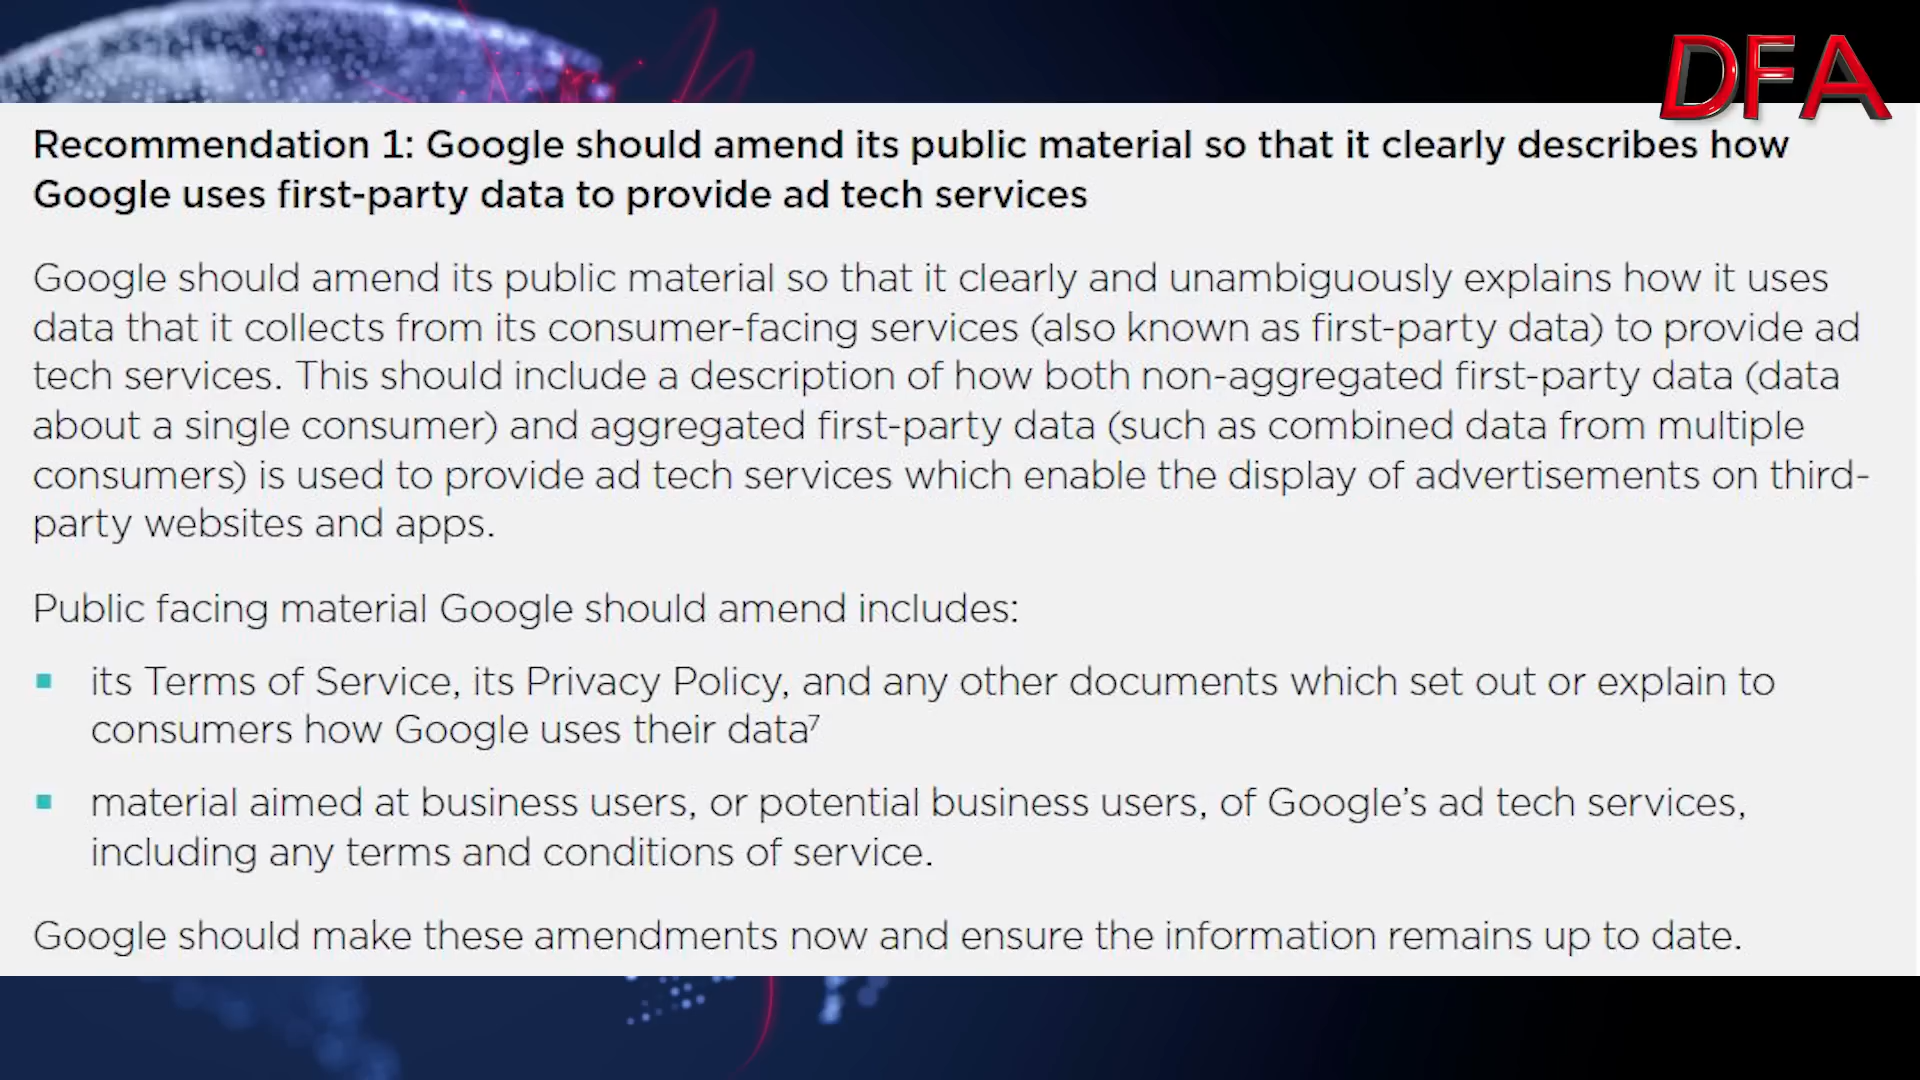 DFA
Recommendation 1: Google should amend its public material so that it clearly describes how
Google uses first-party data to provide ad tech services
Google should amend its public material so that it clearly and unambiguously explains how it uses
data that it collects from its consumer-facing services (also known as first-party data) to provide ad
tech services. This should include a description of how both non-aggregated first-party data (data
about a single consumer) and aggregated first-party data (such as combined data from multiple
consumers) is used to provide ad tech services which enable the display of advertisements on third-
party websites and apps.
Public facing material Google should amend includes:
▪ its Terms of Service, its Privacy Policy, and any other documents which set out or explain to
consumers how Google uses their data⁷
▪ material aimed at business users, or potential business users, of Google’s ad tech services,
including any terms and conditions of service.
Google should make these amendments now and ensure the information remains up to date.